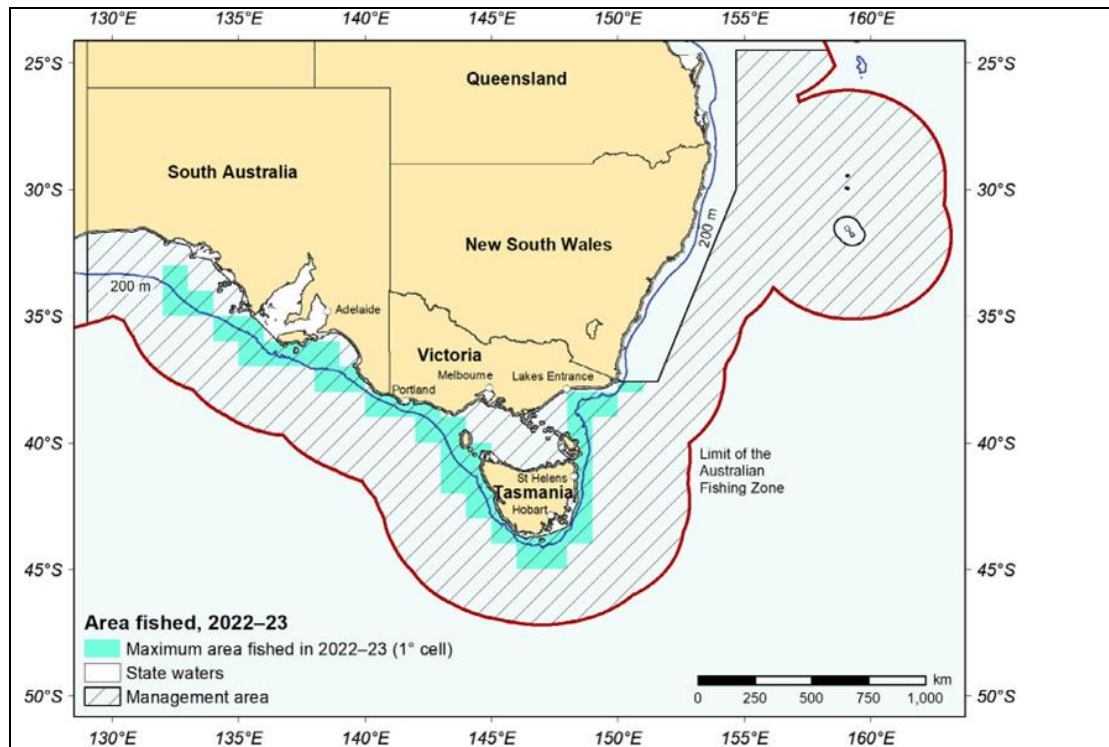 130°E 135°E 140°E 145°E 150°E 155°E 160°E
25°S 25°S
Queensland
South Australia
30°S 30°S
200 m
New South Wales
200 m
Adelaide
35°S 35°S
Victoria
Melbourne Lakes Entrance
Portland
40°S 40°S
Limit of the
Australian
Fishing Zone
St Helens
Tasmania
Hobart
45°S 45°S
Area fished, 2022–23
Maximum area fished in 2022–23 (1° cell)
State waters
Management area
km
0 250 500 750 1,000
50°S 50°S
130°E 135°E 140°E 145°E 150°E 155°E 160°E